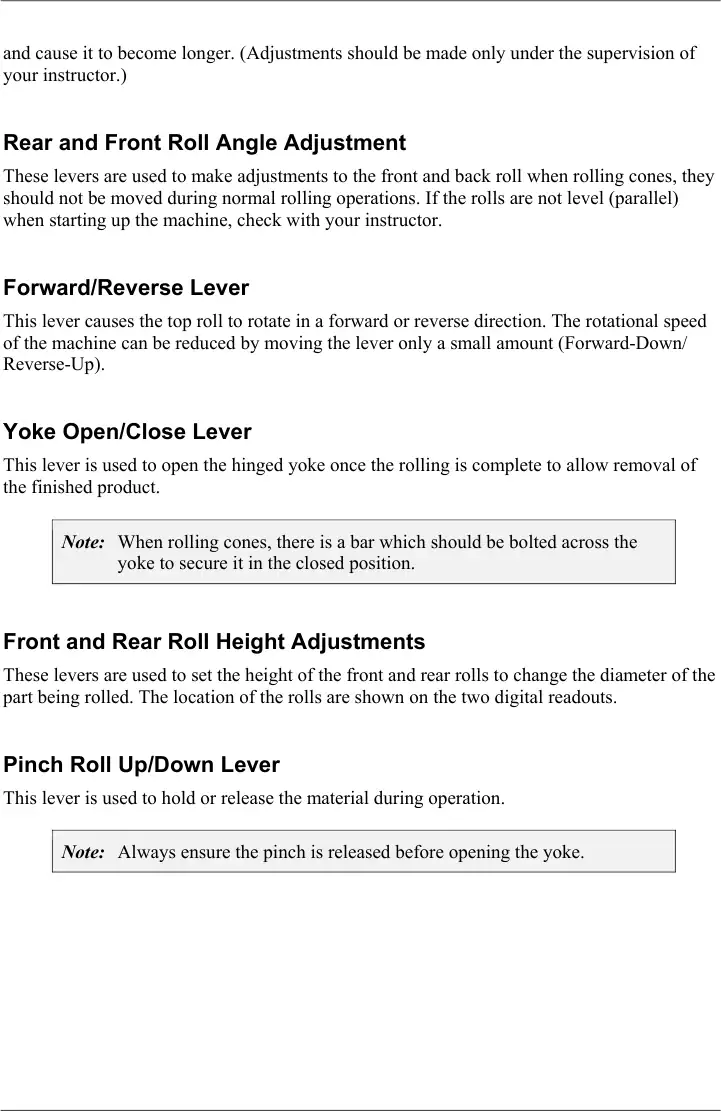 and cause it to become longer. (Adjustments should be made only under the supervision of
your instructor.)
Rear and Front Roll Angle Adjustment
These levers are used to make adjustments to the front and back roll when rolling cones, they
should not be moved during normal rolling operations. If the rolls are not level (parallel)
when starting up the machine, check with your instructor.
Forward/Reverse Lever
This lever causes the top roll to rotate in a forward or reverse direction. The rotational speed
of the machine can be reduced by moving the lever only a small amount (Forward-Down/
Reverse-Up).
Yoke Open/Close Lever
This lever is used to open the hinged yoke once the rolling is complete to allow removal of
the finished product.
Note: When rolling cones, there is a bar which should be bolted across the
yoke to secure it in the closed position.
Front and Rear Roll Height Adjustments
These levers are used to set the height of the front and rear rolls to change the diameter of the
part being rolled. The location of the rolls are shown on the two digital readouts.
Pinch Roll Up/Down Lever
This lever is used to hold or release the material during operation.
Note: Always ensure the pinch is released before opening the yoke.